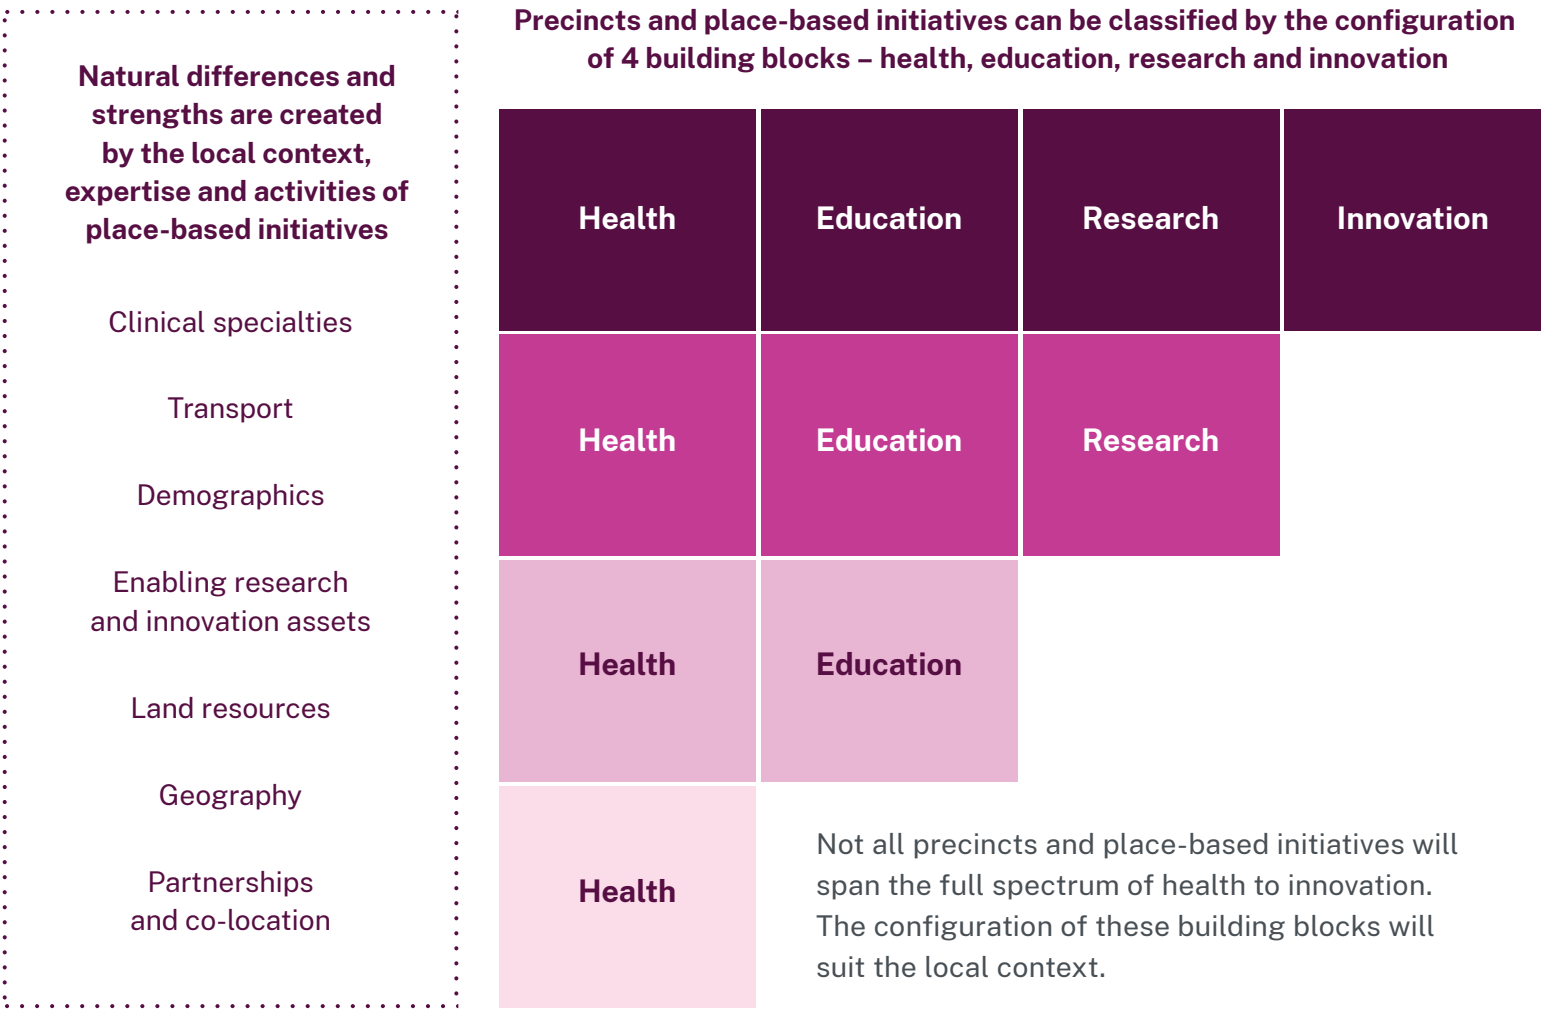 Natural differences and
strengths are created
by the local context,
expertise and activities of
place-based initiatives
Clinical specialties
Transport
Demographics
Enabling research
and innovation assets
Land resources
Geography
Partnerships
and co-location
Precincts and place-based initiatives can be classified by the configuration
of 4 building blocks – health, education, research and innovation
Health Education Research Innovation
Health Education Research
Health Education
Health
Not all precincts and place-based initiatives will
span the full spectrum of health to innovation.
The configuration of these building blocks will
suit the local context.